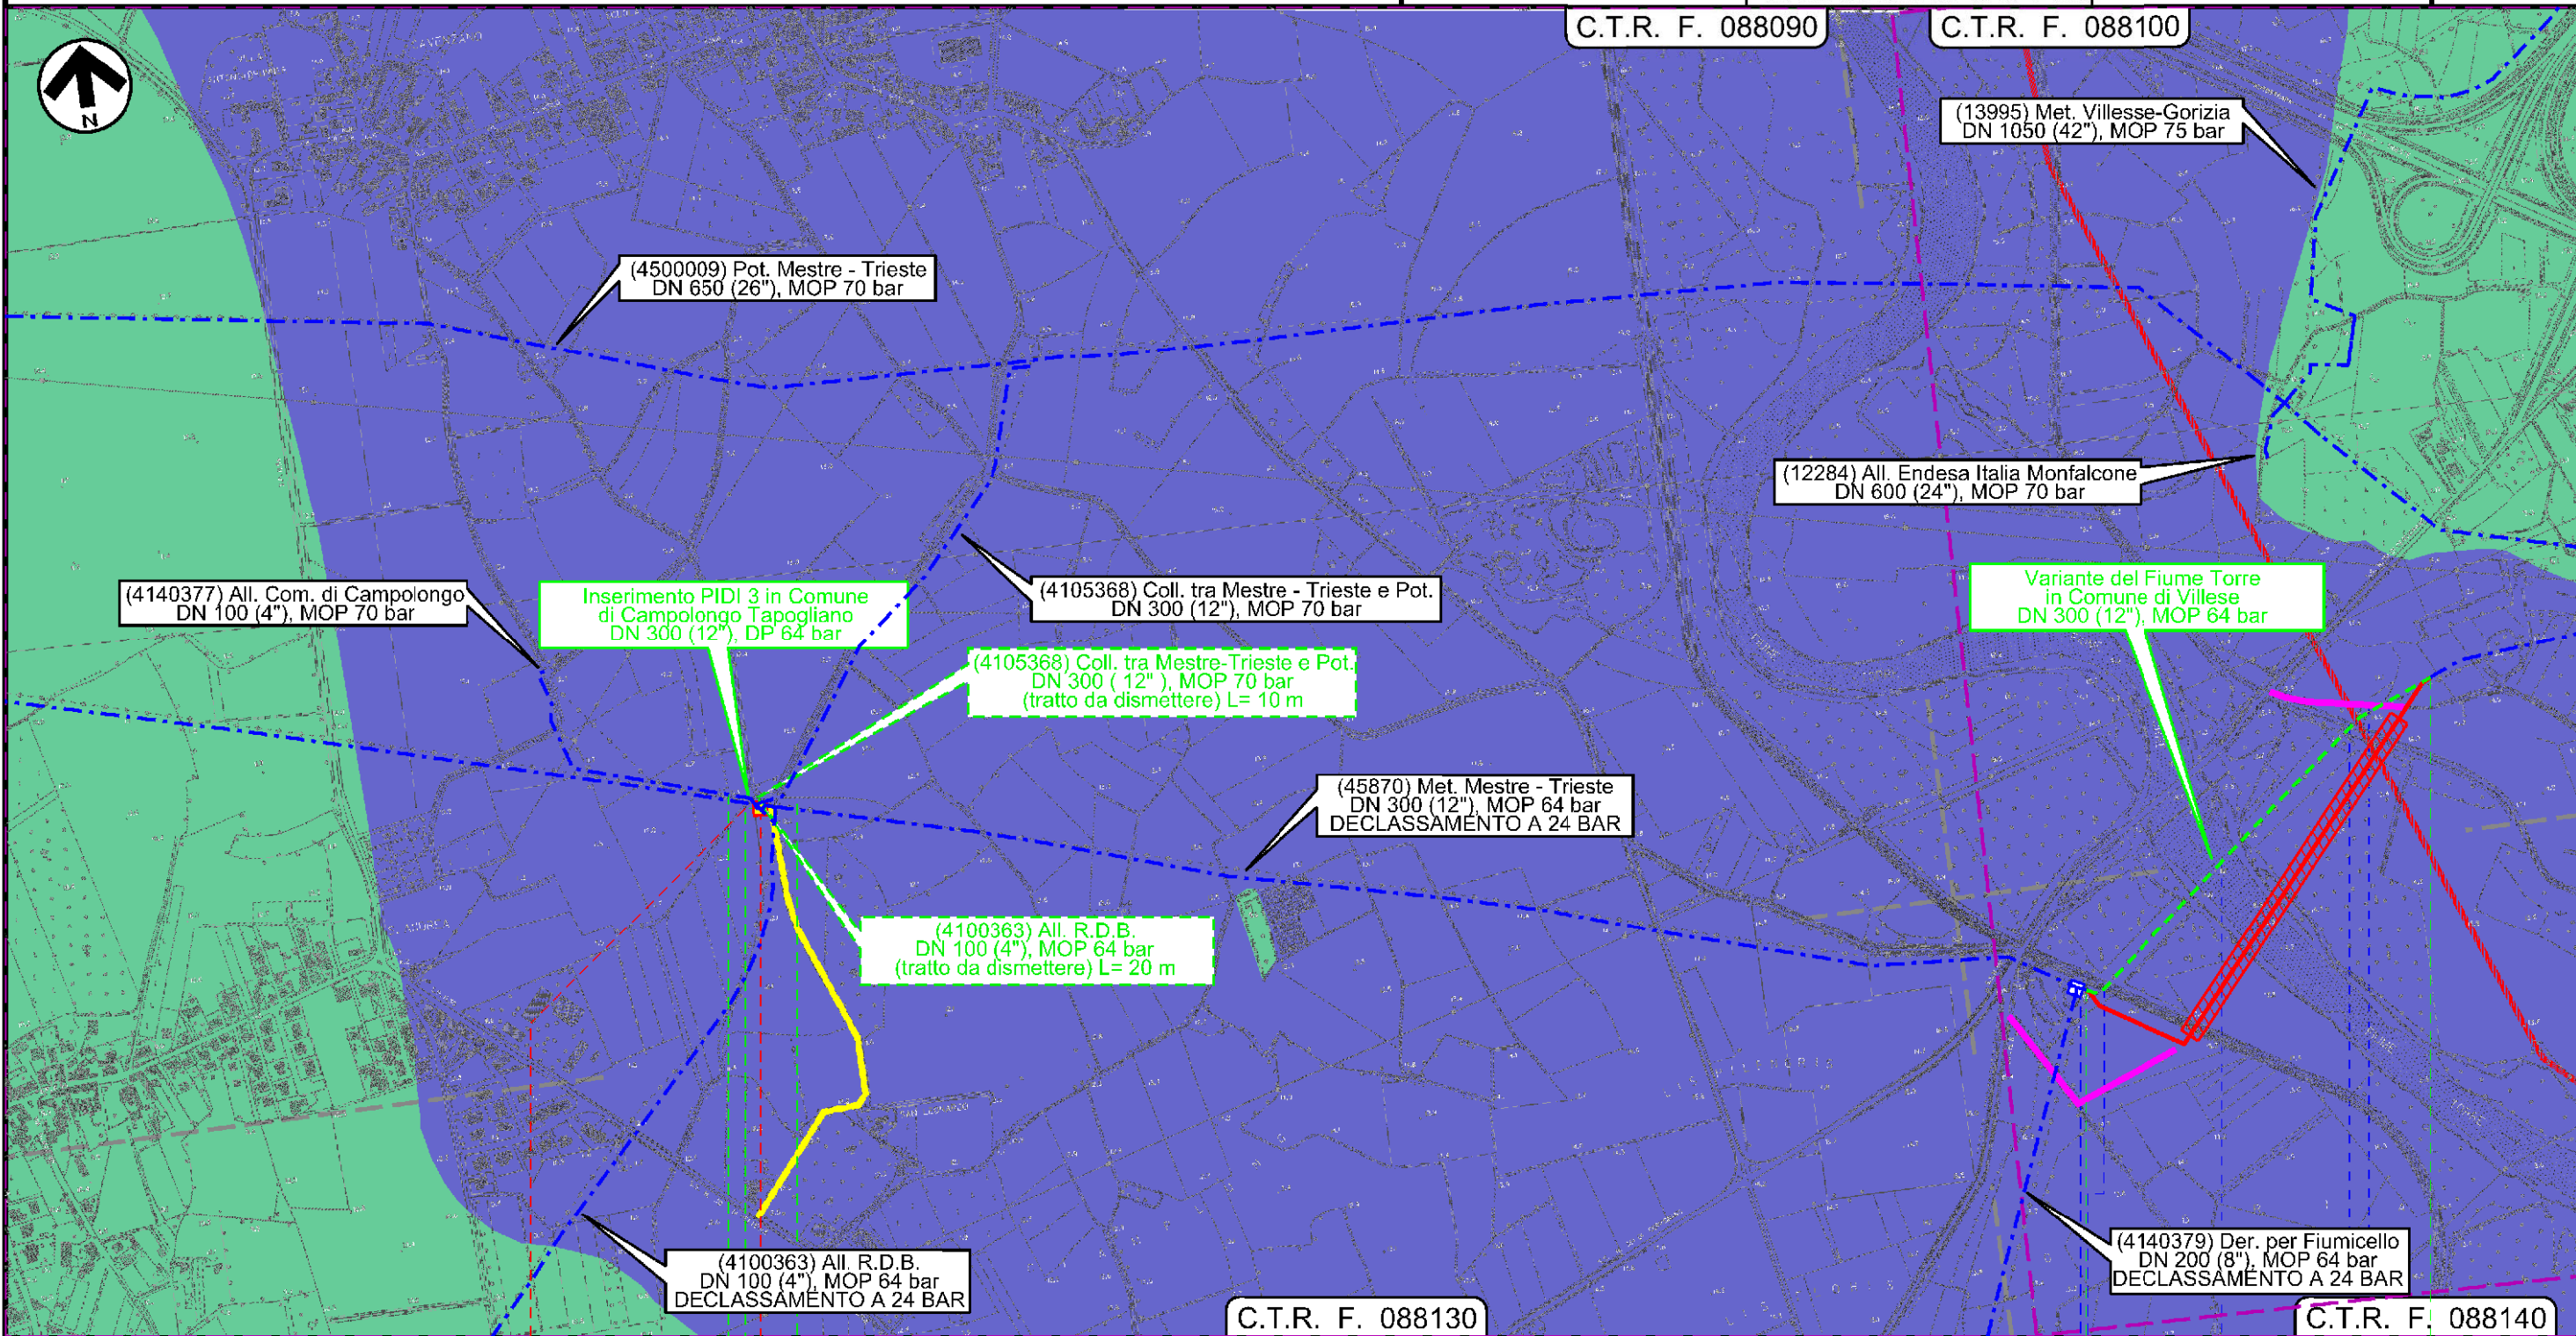 C.T.R. F. 088090
C.T.R. F. 088100
N
(13995) Met. Villesse-Gorizia
DN 1050 (42"), MOP 75 bar
(4500009) Pot. Mestre - Trieste
DN 650 (26"), MOP 70 bar
(12284) All. Endesa Italia Monfalcone
DN 600 (24"), MOP 70 bar
(4140377) All. Com. di Campolongo
DN 100 (4"), MOP 70 bar
Inserimento PIDI 3 in Comune
di Campolongo Tapogliano
DN 300 (12"), DP 64 bar
(4105368) Coll. tra Mestre - Trieste e Pot.
DN 300 (12"), MOP 70 bar
Variante del Fiume Torre
in Comune di Villese
DN 300 (12"), MOP 64 bar
(4105368) Coll. tra Mestre-Trieste e Pot.
DN 300 ( 12" ), MOP 70 bar
(tratto da dismettere) L= 10 m
(45870) Met. Mestre - Trieste
DN 300 (12"), MOP 64 bar
DECLASSAMENTO A 24 BAR
(4100363) All. R.D.B.
DN 100 (4"), MOP 64 bar
(tratto da dismettere) L= 20 m
(4100363) All. R.D.B.
DN 100 (4"), MOP 64 bar
DECLASSAMENTO A 24 BAR
(4140379) Der. per Fiumicello
DN 200 (8"), MOP 64 bar
DECLASSAMENTO A 24 BAR
C.T.R. F. 088130
C.T.R. F. 088140